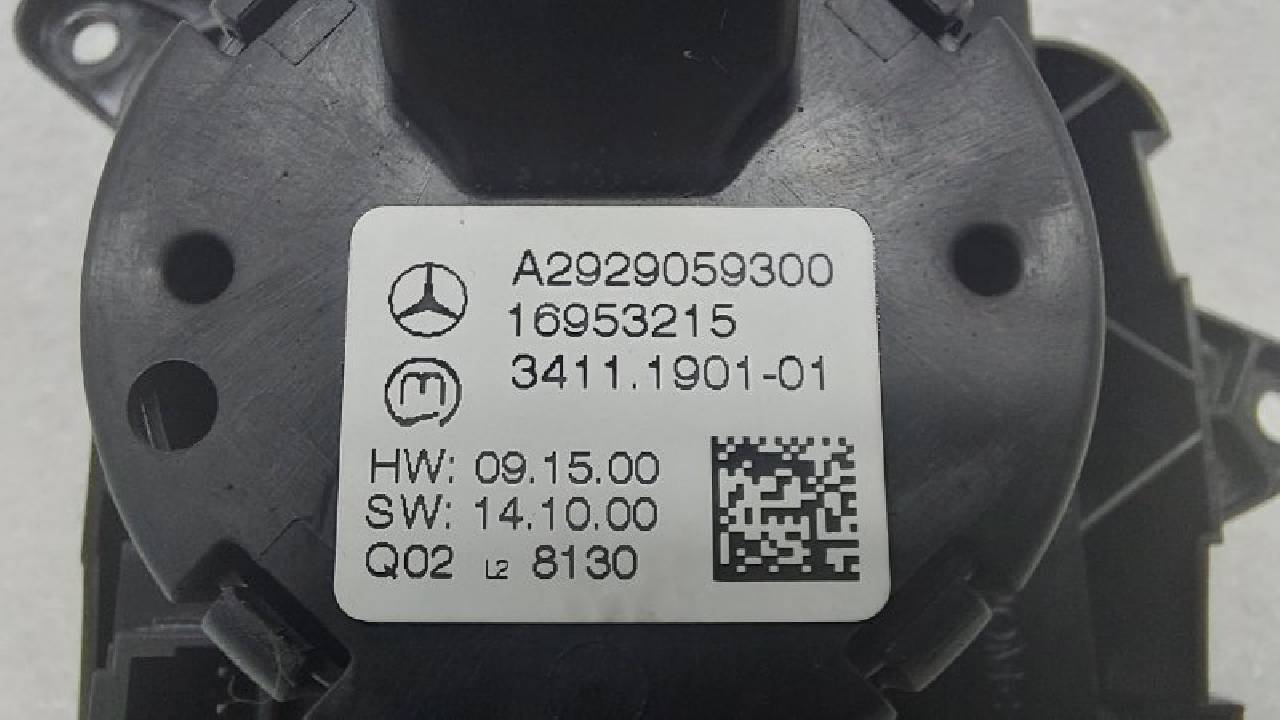 A2929059300
16953215
3411.1901-01
HW: 09.15.00
SW: 14.10.00
Q02 L2 8130